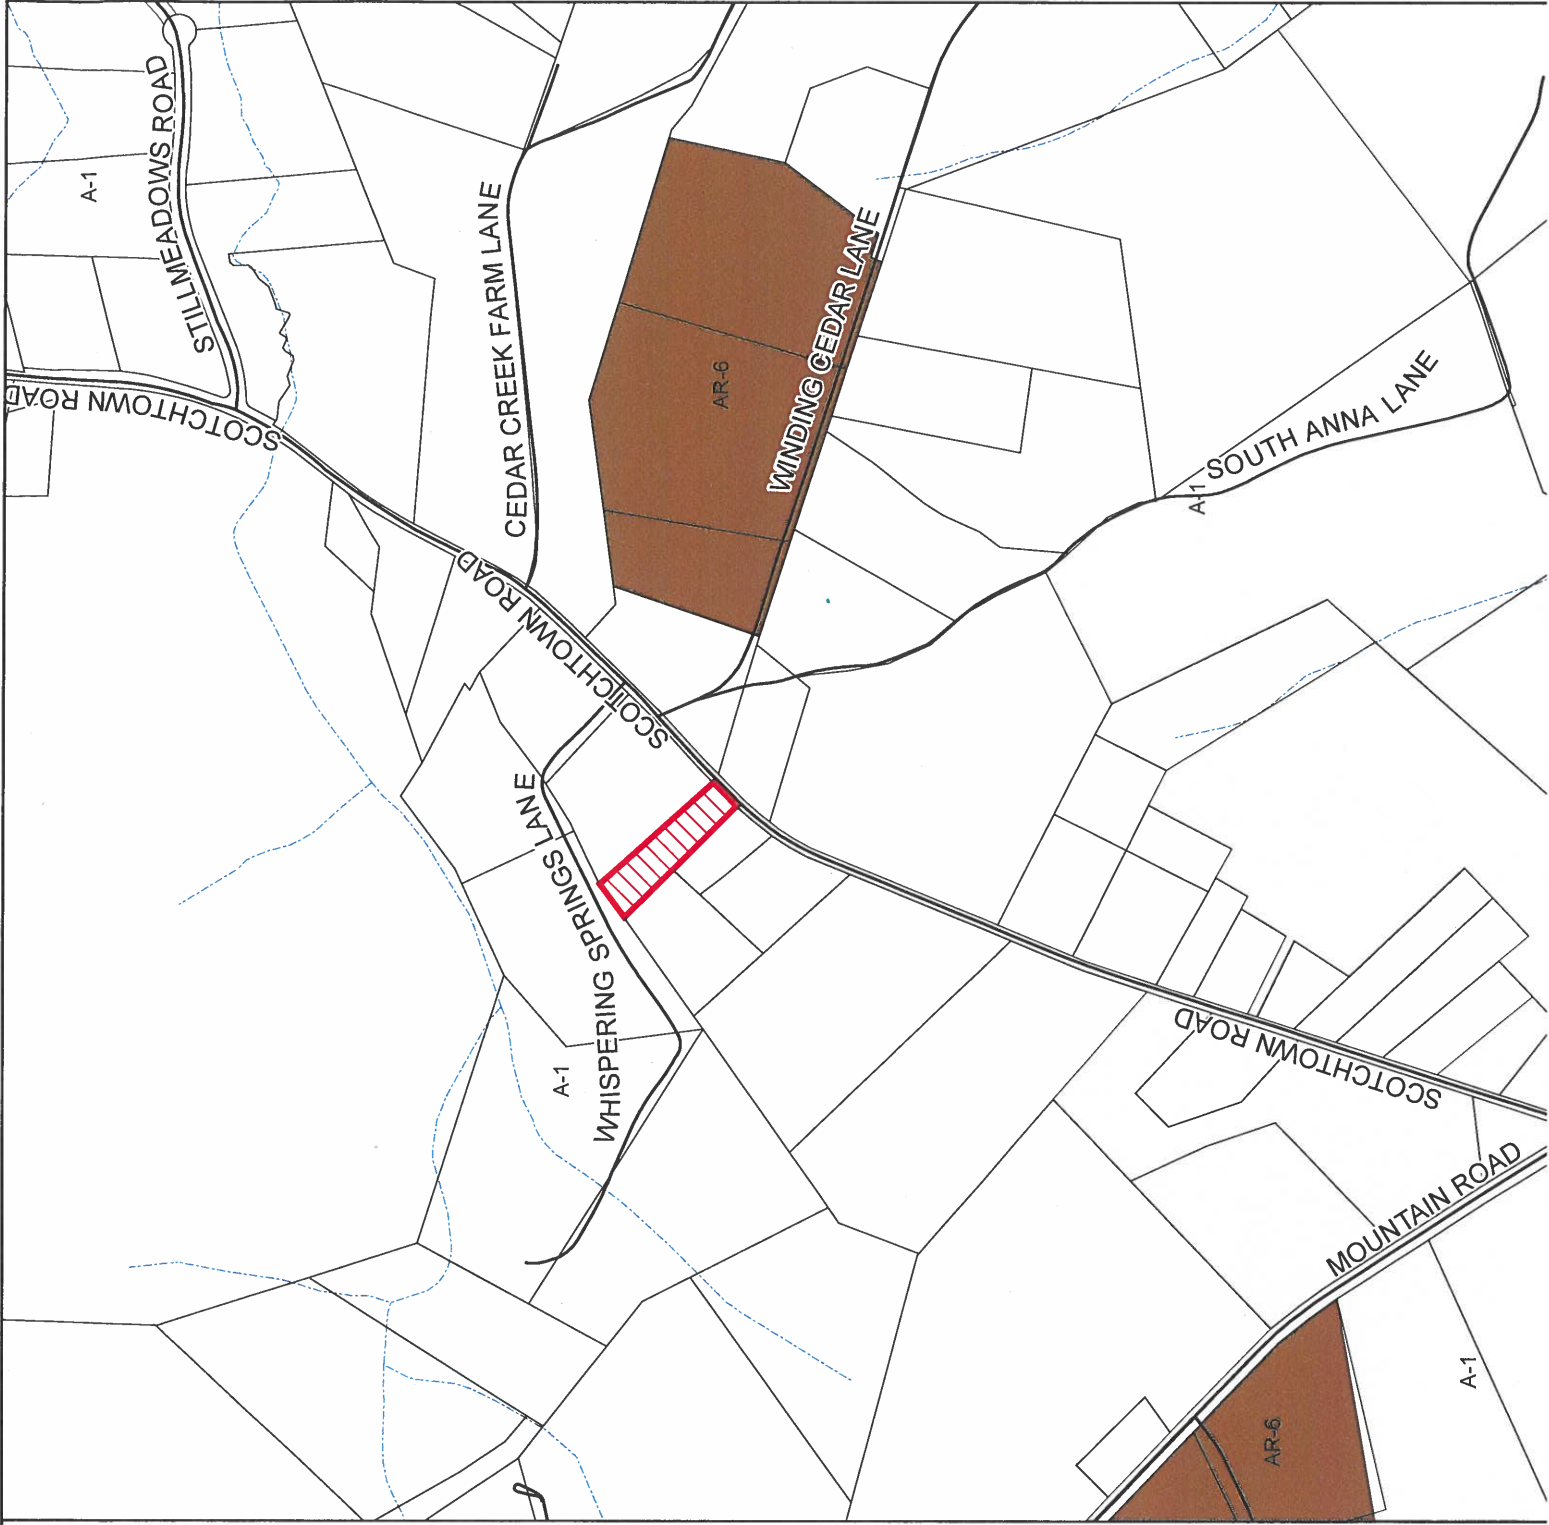 STILLMEADOWS ROAD
A-1
SCOTCHTOWN ROAD
CEDAR CREEK FARM LANE
WINDING CEDAR LANE
AR-6
SOUTH ANNA LANE
A-1
SCOTCHTOWN ROAD
WHISPERING SPRINGS LANE
A-1
SCOTCHTOWN ROAD
MOUNTAIN ROAD
A-1
AR-6